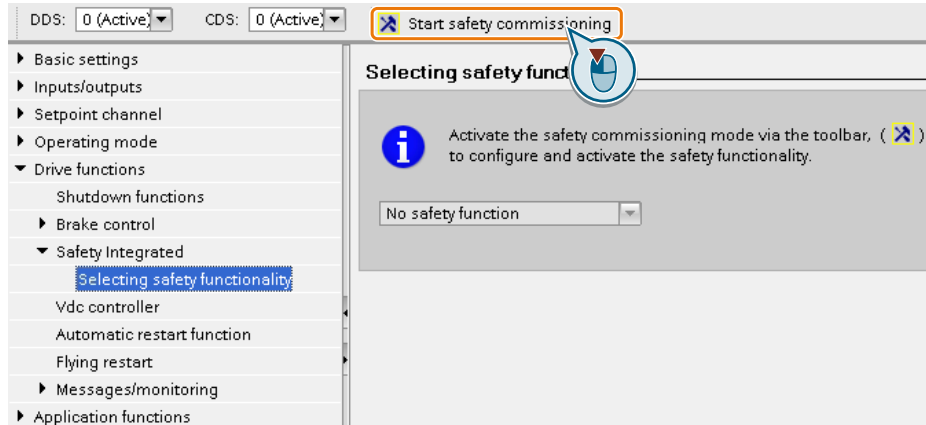 DDS: 0 (Active) CDS: 0 (Active) Start safety commissioning
Basic settings
Inputs/outputs
Setpoint channel
Operating mode
Drive functions
Shutdown functions
Brake control
Safety Integrated
Selecting safety functionality
Vdc controller
Automatic restart function
Flying restart
Messages/monitoring
Application functions
Selecting safety funct
Activate the safety commissioning mode via the toolbar, ( )
to configure and activate the safety functionality.
No safety function